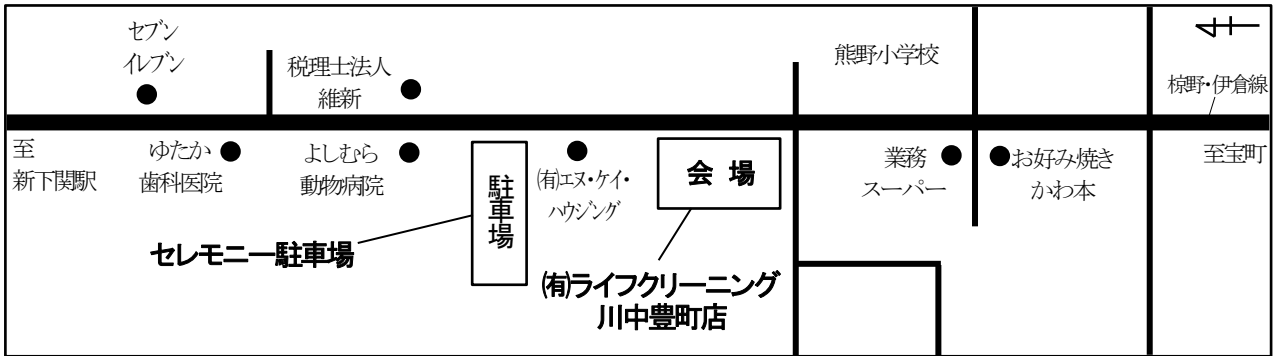 セブン
イレブン
税理士法人
維新
熊野小学校
椋野・伊倉線
至
新下関駅
ゆたか
歯科医院
よしむら
動物病院
駐車場
㈲エヌ・ケイ・
ハウジング
会 場
業務
スーパー
お好み焼き
かわ本
至宝町
セレモニー駐車場
㈲ライフクリーニング
川中豊町店